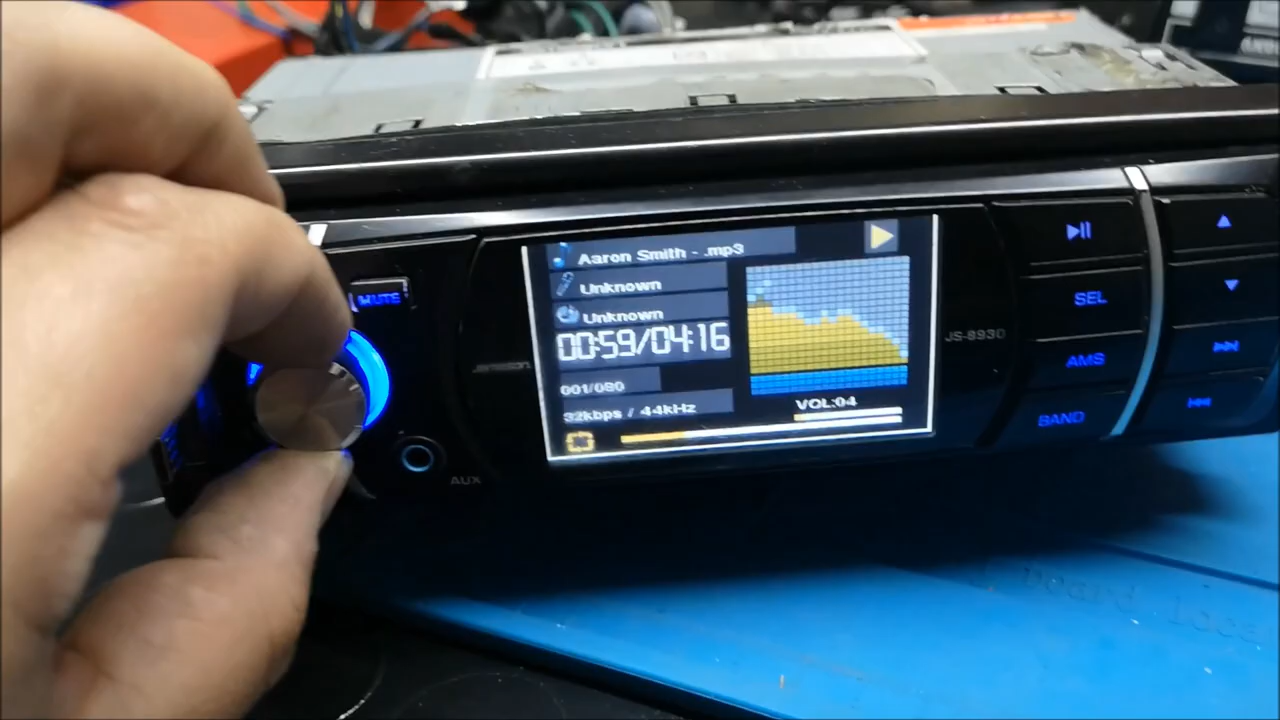 Aaron Smith - .mp3
Unknown
Unknown
00:59/04:16
001/080
32kbps / 44kHz
VOL:04
MUTE
AUX
JS-8930
SEL
AMS
BAND